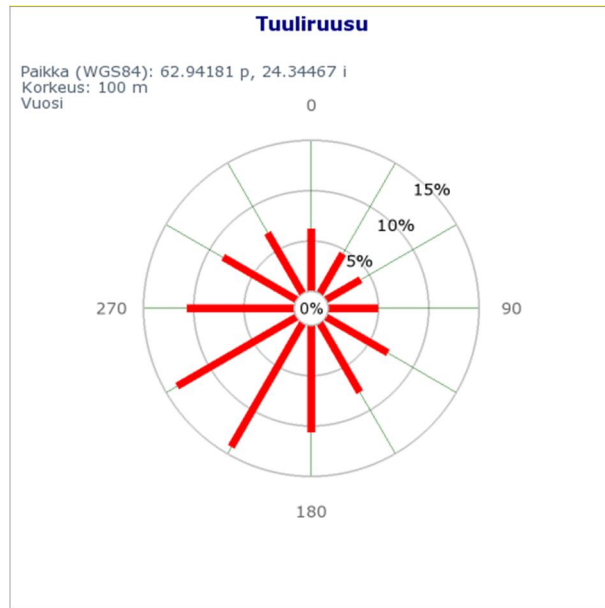 Tuuliruusu
Paikka (WGS84): 62.94181 p, 24.34467 i
Korkeus: 100 m
Vuosi
0
15%
10%
5%
270
0%
90
180